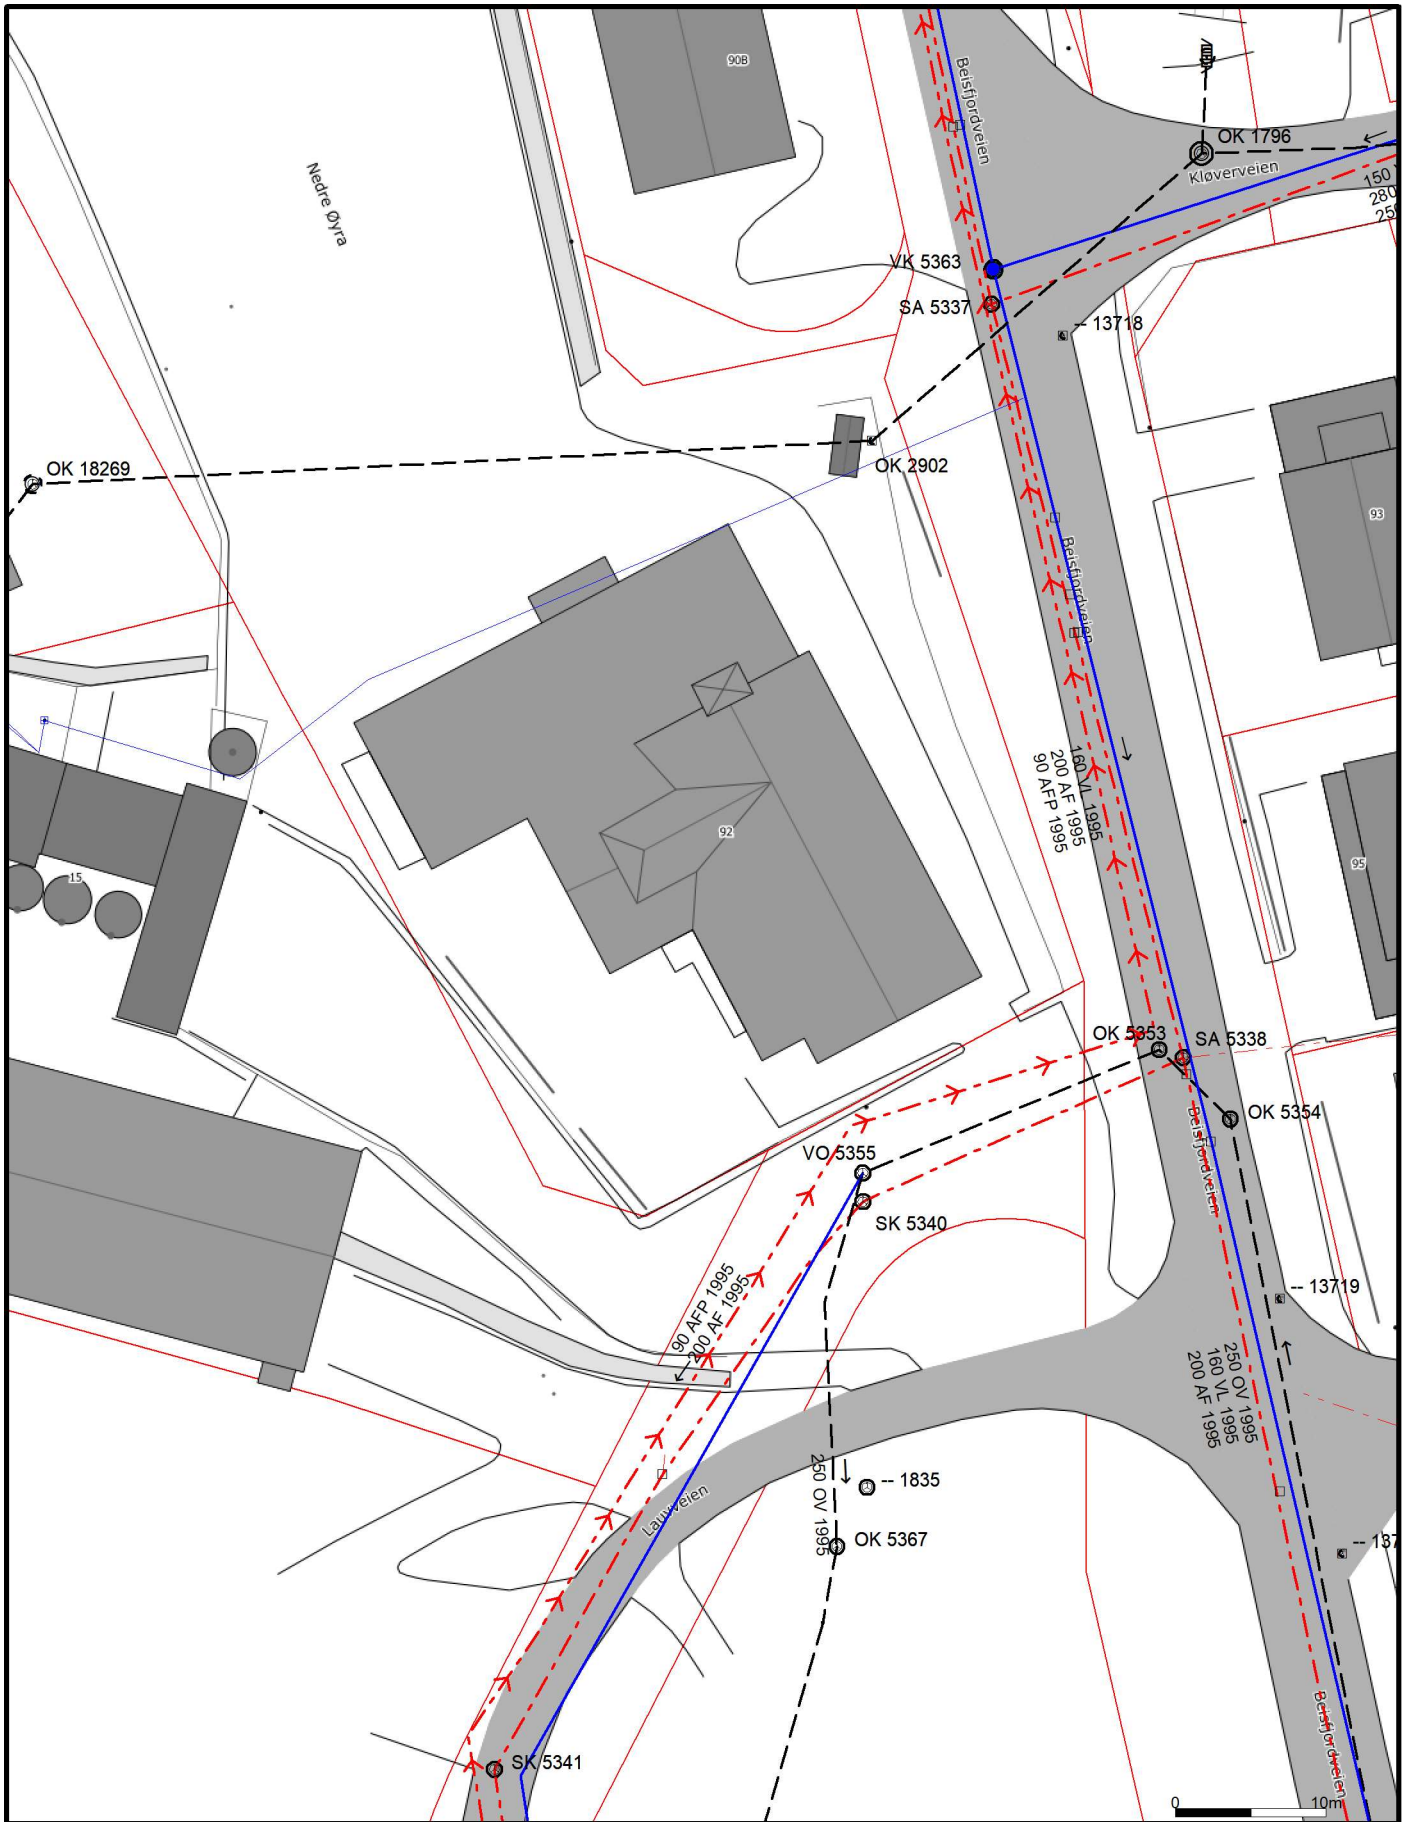 90B
Beisfjordveien
OK 1796
Kløverveien
150
280
Nedre Øyra
VK 5363
SA 5337
-- 13718
OK 18269
OK 2902
93
Beisfjordveien
160 VL 1995
200 AF 1995
90 AFP 1995
92
95
15
OK 5353
SA 5338
OK 5354
Beisfjordveien
VO 5355
SK 5340
90 AFP 1995
200 AF 1995
-- 13719
250 OV 1995
160 VL 1995
200 AF 1995
250 OV 1995
-- 1835
Lauvveien
OK 5367
-- 137
Beisfjordveien
SK 5341
0 10m